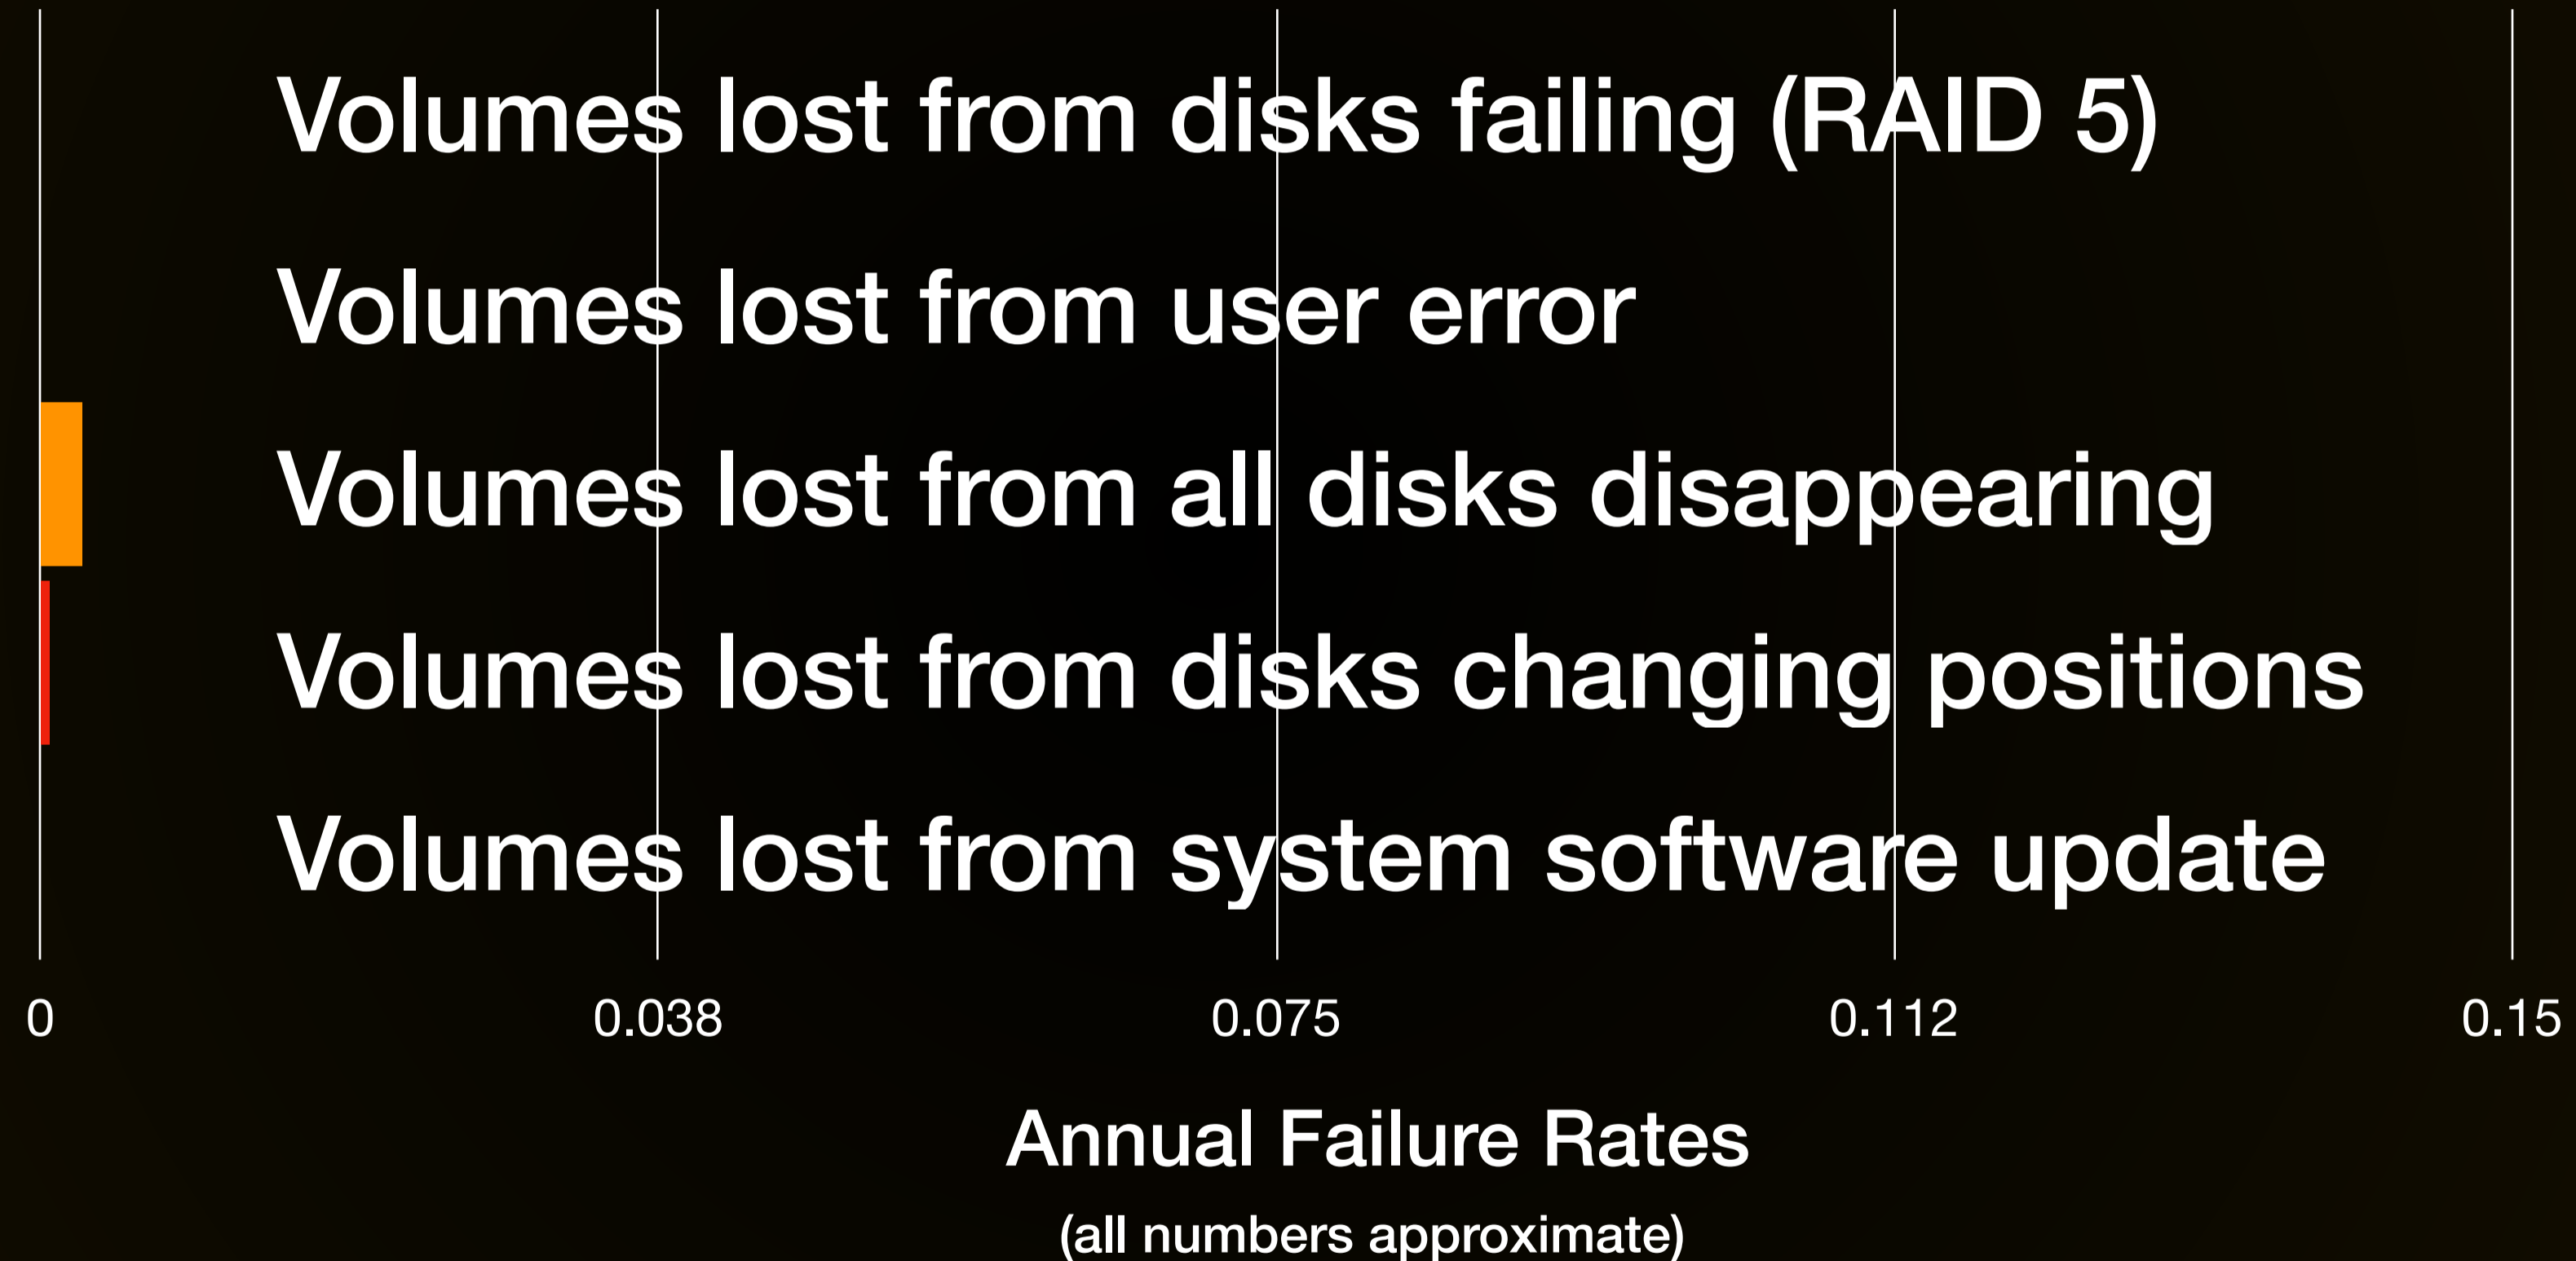 Volumes lost from disks failing (RAID 5)
Volumes lost from user error
Volumes lost from all disks disappearing
Volumes lost from disks changing positions
Volumes lost from system software update
0 0.038 0.075 0.112 0.15
Annual Failure Rates
(all numbers approximate)